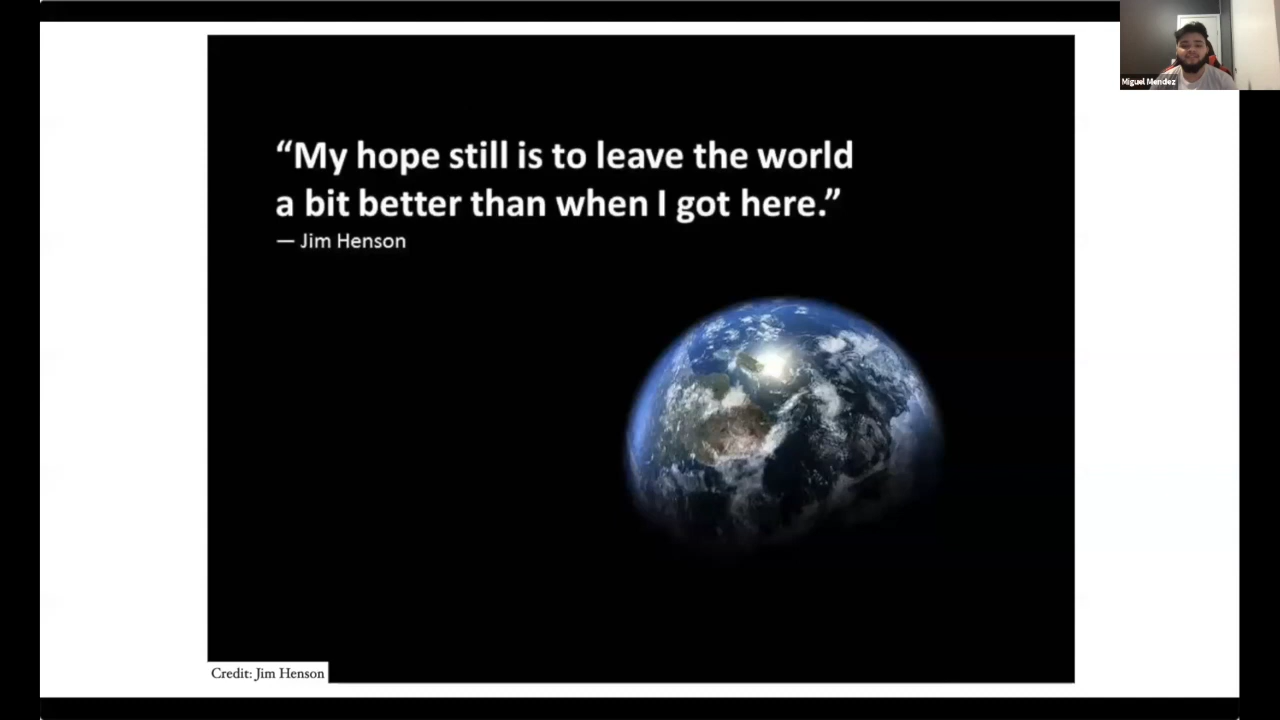 “My hope still is to leave the world
a bit better than when I got here.”
— Jim Henson
Credit: Jim Henson
Miguel Mendez